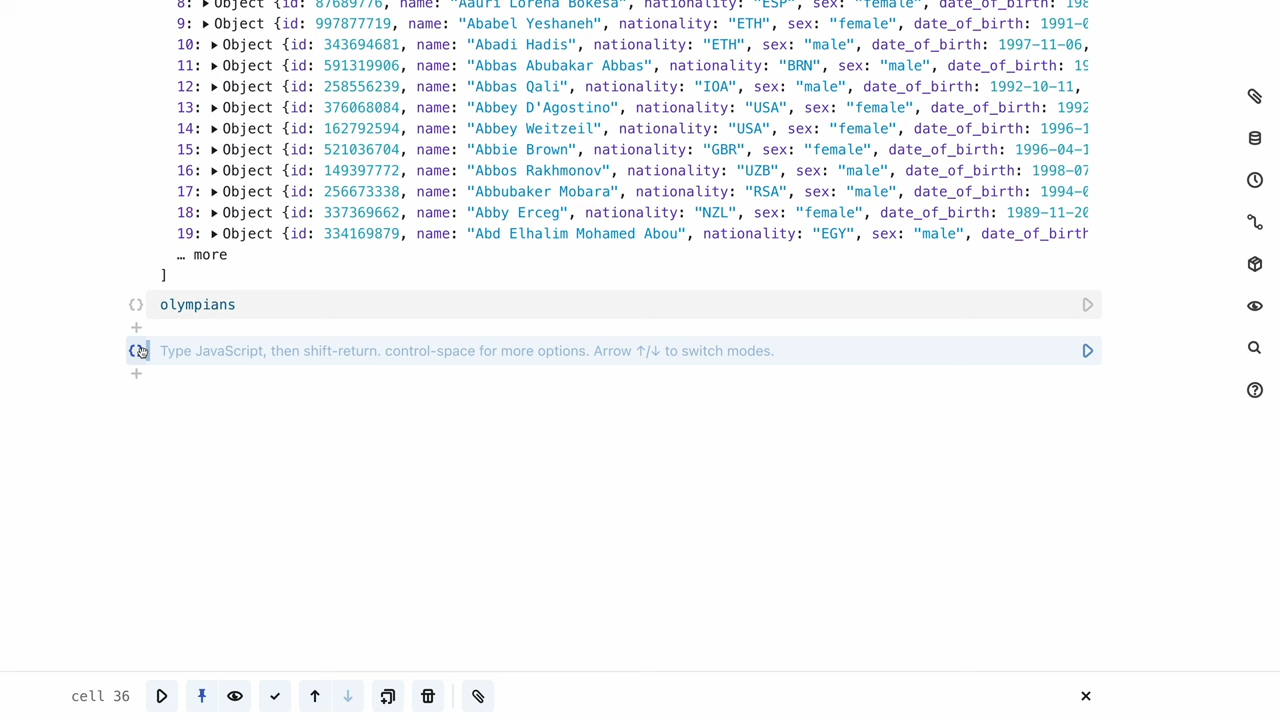 8: ▸Object {id: 87689776, name: "Aauri Lorena Bokesa", nationality: "ESP", sex: "female", date_of_birth: 198
9: ▸Object {id: 997877719, name: "Ababel Yeshaneh", nationality: "ETH", sex: "female", date_of_birth: 1991-0
10: ▸Object {id: 343694681, name: "Abadi Hadis", nationality: "ETH", sex: "male", date_of_birth: 1997-11-06,
11: ▸Object {id: 591319906, name: "Abbas Abubakar Abbas", nationality: "BRN", sex: "male", date_of_birth: 19
12: ▸Object {id: 258556239, name: "Abbas Qali", nationality: "IOA", sex: "male", date_of_birth: 1992-10-11,
13: ▸Object {id: 376068084, name: "Abbey D'Agostino", nationality: "USA", sex: "female", date_of_birth: 1992
14: ▸Object {id: 162792594, name: "Abbey Weitzeil", nationality: "USA", sex: "female", date_of_birth: 1996-1
15: ▸Object {id: 521036704, name: "Abbie Brown", nationality: "GBR", sex: "female", date_of_birth: 1996-04-1
16: ▸Object {id: 149397772, name: "Abbos Rakhmonov", nationality: "UZB", sex: "male", date_of_birth: 1998-07
17: ▸Object {id: 256673338, name: "Abbubaker Mobara", nationality: "RSA", sex: "male", date_of_birth: 1994-0
18: ▸Object {id: 337369662, name: "Abby Erceg", nationality: "NZL", sex: "female", date_of_birth: 1989-11-20
19: ▸Object {id: 334169879, name: "Abd Elhalim Mohamed Abou", nationality: "EGY", sex: "male", date_of_birth
… more
]
olympians
Type JavaScript, then shift-return. control-space for more options. Arrow ↑/↓ to switch modes.
cell 36